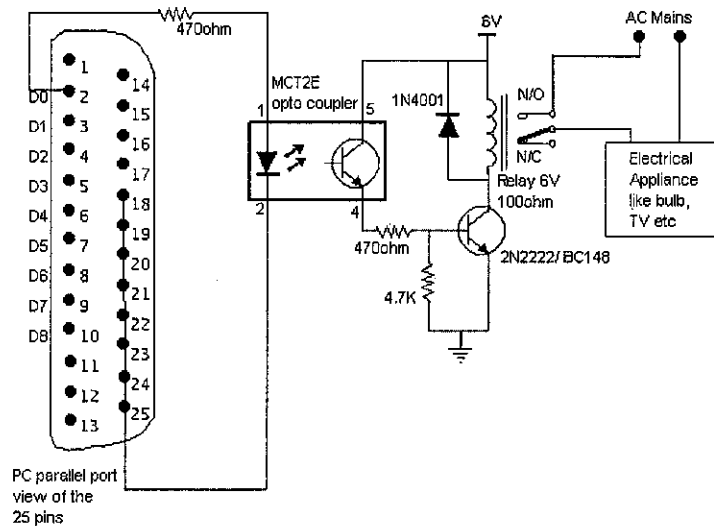 470ohm
6V
AC Mains
1
2
3
4
5
6
7
8
9
10
11
12
13
14
15
16
17
18
19
20
21
22
23
24
25
D0
D1
D2
D3
D4
D5
D6
D7
D8
MCT2E
opto coupler
1
5
2
4
1N4001
N/O
N/C
Relay 6V
100ohm
Electrical
Appliance
like bulb,
TV etc
470ohm
2N2222/ BC148
4.7K
PC parallel port
view of the
25 pins